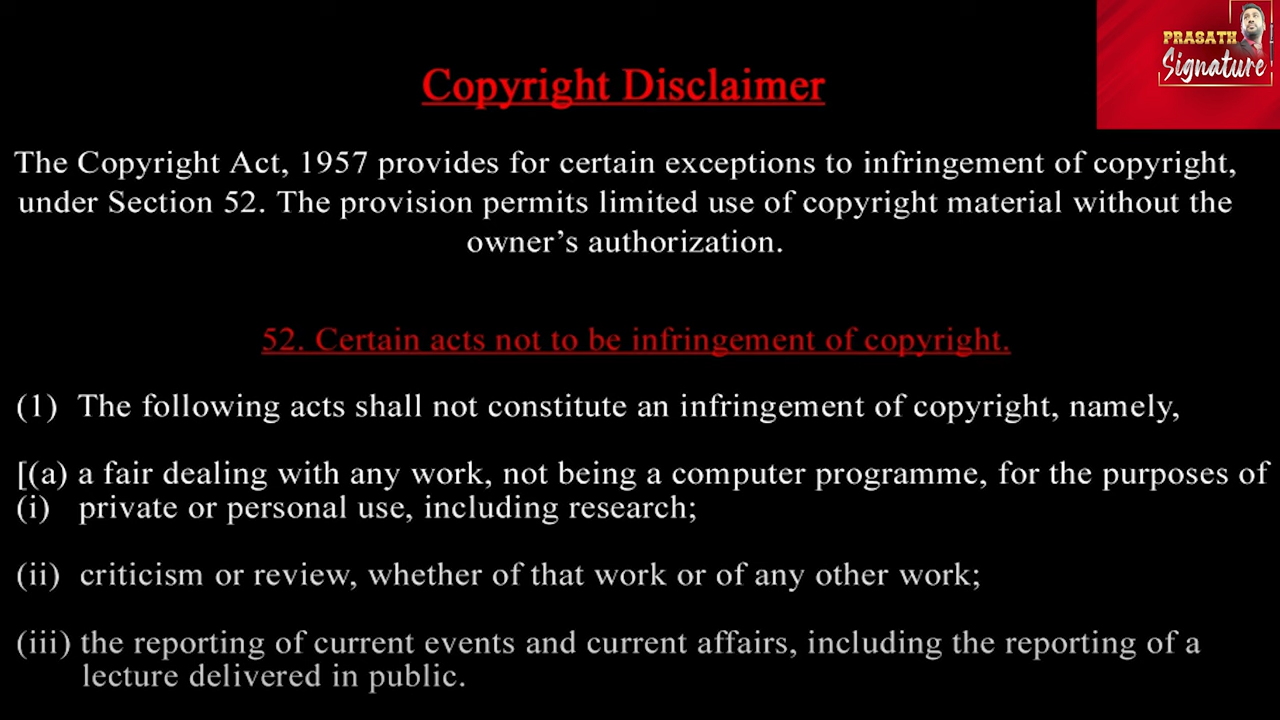 PRASATH
Signature
Copyright Disclaimer
The Copyright Act, 1957 provides for certain exceptions to infringement of copyright,
under Section 52. The provision permits limited use of copyright material without the
owner’s authorization.
52. Certain acts not to be infringement of copyright.
(1) The following acts shall not constitute an infringement of copyright, namely,
[(a) a fair dealing with any work, not being a computer programme, for the purposes of
(i) private or personal use, including research;
(ii) criticism or review, whether of that work or of any other work;
(iii) the reporting of current events and current affairs, including the reporting of a
lecture delivered in public.